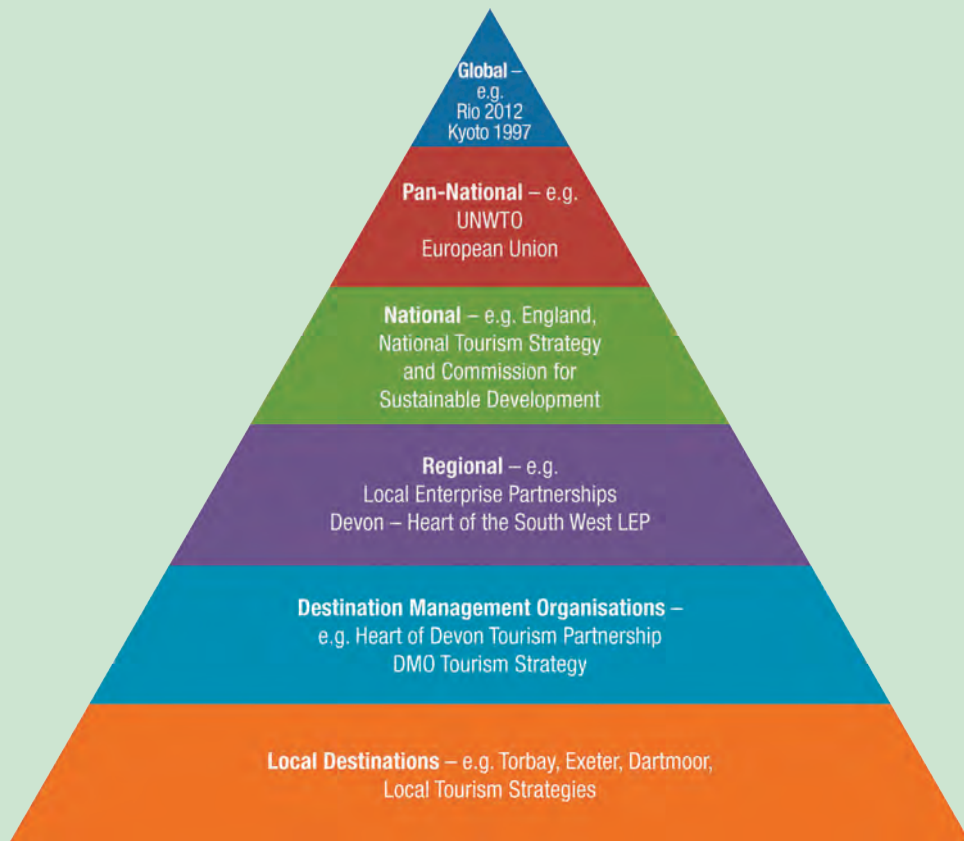 Global –
e.g.
Rio 2012
Kyoto 1997
Pan-National – e.g.
UNWTO
European Union
National – e.g. England,
National Tourism Strategy
and Commission for
Sustainable Development
Regional – e.g.
Local Enterprise Partnerships
Devon – Heart of the South West LEP
Destination Management Organisations –
e.g. Heart of Devon Tourism Partnership
DMO Tourism Strategy
Local Destinations – e.g. Torbay, Exeter, Dartmoor,
Local Tourism Strategies